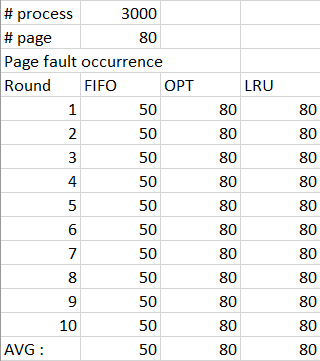 # process 3000
# page 80
Page fault occurrence
Round FIFO OPT LRU
1 50 80 80
2 50 80 80
3 50 80 80
4 50 80 80
5 50 80 80
6 50 80 80
7 50 80 80
8 50 80 80
9 50 80 80
10 50 80 80
AVG : 50 80 80